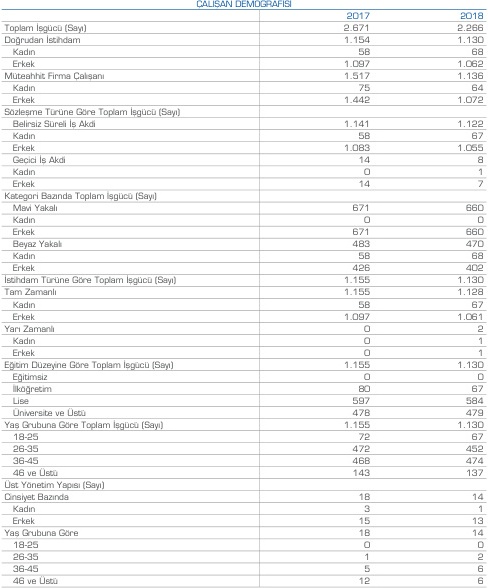 ÇALIŞAN DEMOGRAFİSİ
2017 2018
Toplam İşgücü (Sayı) 2.671 2.266
Doğrudan İstihdam 1.154 1.130
Kadın 58 68
Erkek 1.097 1.062
Müteahhit Firma Çalışanı 1.517 1.136
Kadın 75 64
Erkek 1.442 1.072
Sözleşme Türüne Göre Toplam İşgücü (Sayı)
Belirsiz Süreli İş Akdi 1.141 1.122
Kadın 58 67
Erkek 1.083 1.055
Geçici İş Akdi 14 8
Kadın 0 1
Erkek 14 7
Kategori Bazında Toplam İşgücü (Sayı)
Mavi Yakalı 671 660
Kadın 0 0
Erkek 671 660
Beyaz Yakalı 483 470
Kadın 58 68
Erkek 426 402
İstihdam Türüne Göre Toplam İşgücü (Sayı) 1.155 1.130
Tam Zamanlı 1.155 1.128
Kadın 58 67
Erkek 1.097 1.061
Yarı Zamanlı 0 2
Kadın 0 1
Erkek 0 1
Eğitim Düzeyine Göre Toplam İşgücü (Sayı) 1.155 1.130
Eğitimsiz 0 0
İlköğretim 80 67
Lise 597 584
Üniversite ve Üstü 478 479
Yaş Grubuna Göre Toplam İşgücü (Sayı) 1.155 1.130
18-25 72 67
26-35 472 452
36-45 468 474
46 ve Üstü 143 137
Üst Yönetim Yapısı (Sayı)
Cinsiyet Bazında 18 14
Kadın 3 1
Erkek 15 13
Yaş Grubuna Göre 18 14
18-25 0 0
26-35 1 2
36-45 5 6
46 ve Üstü 12 6